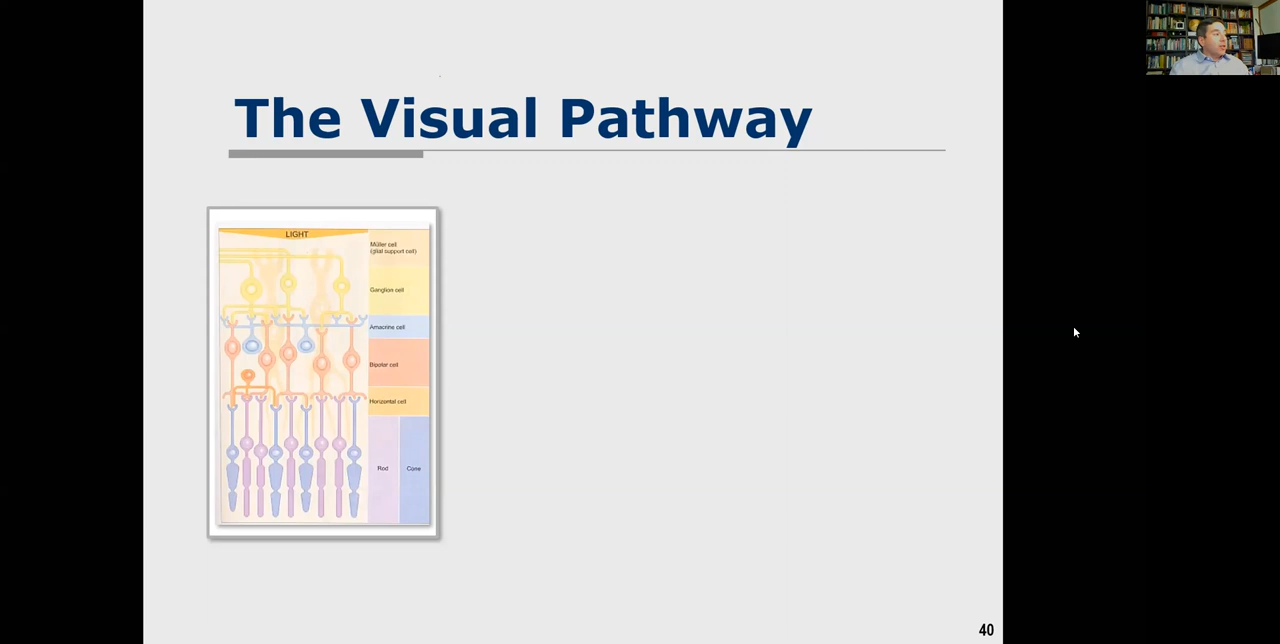 The Visual Pathway
LIGHT
Müller cell
(glial support cell)
Ganglion cell
Amacrine cell
Bipolar cell
Horizontal cell
Rod
Cone
40